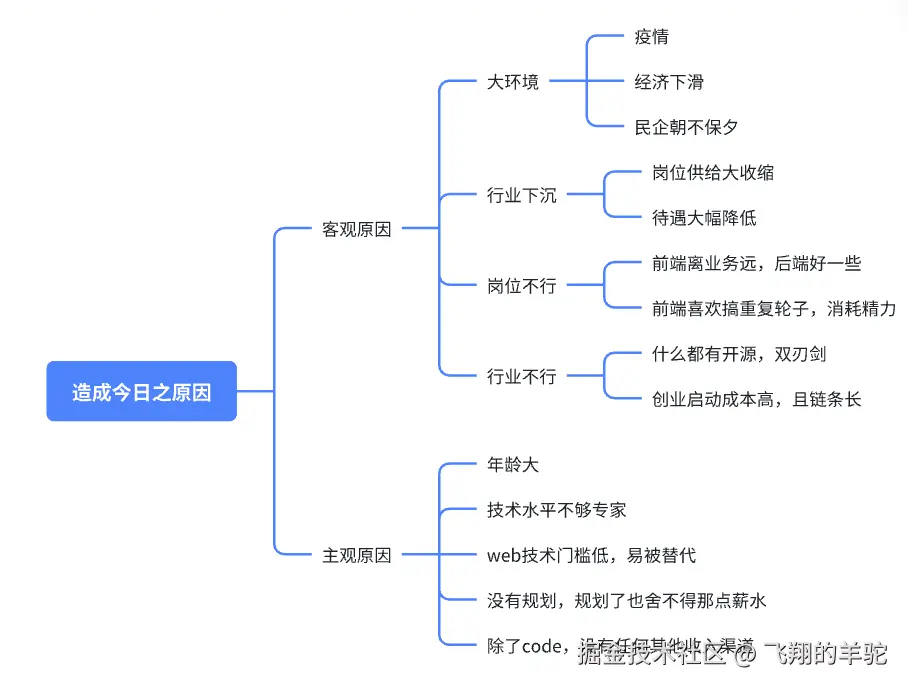 疫情
大环境
经济下滑
民企朝不保夕
岗位供给大收缩
行业下沉
待遇大幅降低
客观原因
前端离业务远，后端好一些
岗位不行
前端喜欢搞重复轮子，消耗精力
什么都有开源，双刃剑
行业不行
创业启动成本高，且链条长
造成今日之原因
年龄大
技术水平不够专家
主观原因
web技术门槛低，易被替代
没有规划，规划了也舍不得那点薪水
除了code，没有任何其他收入渠道
掘金技术社区 @ 飞翔的羊驼